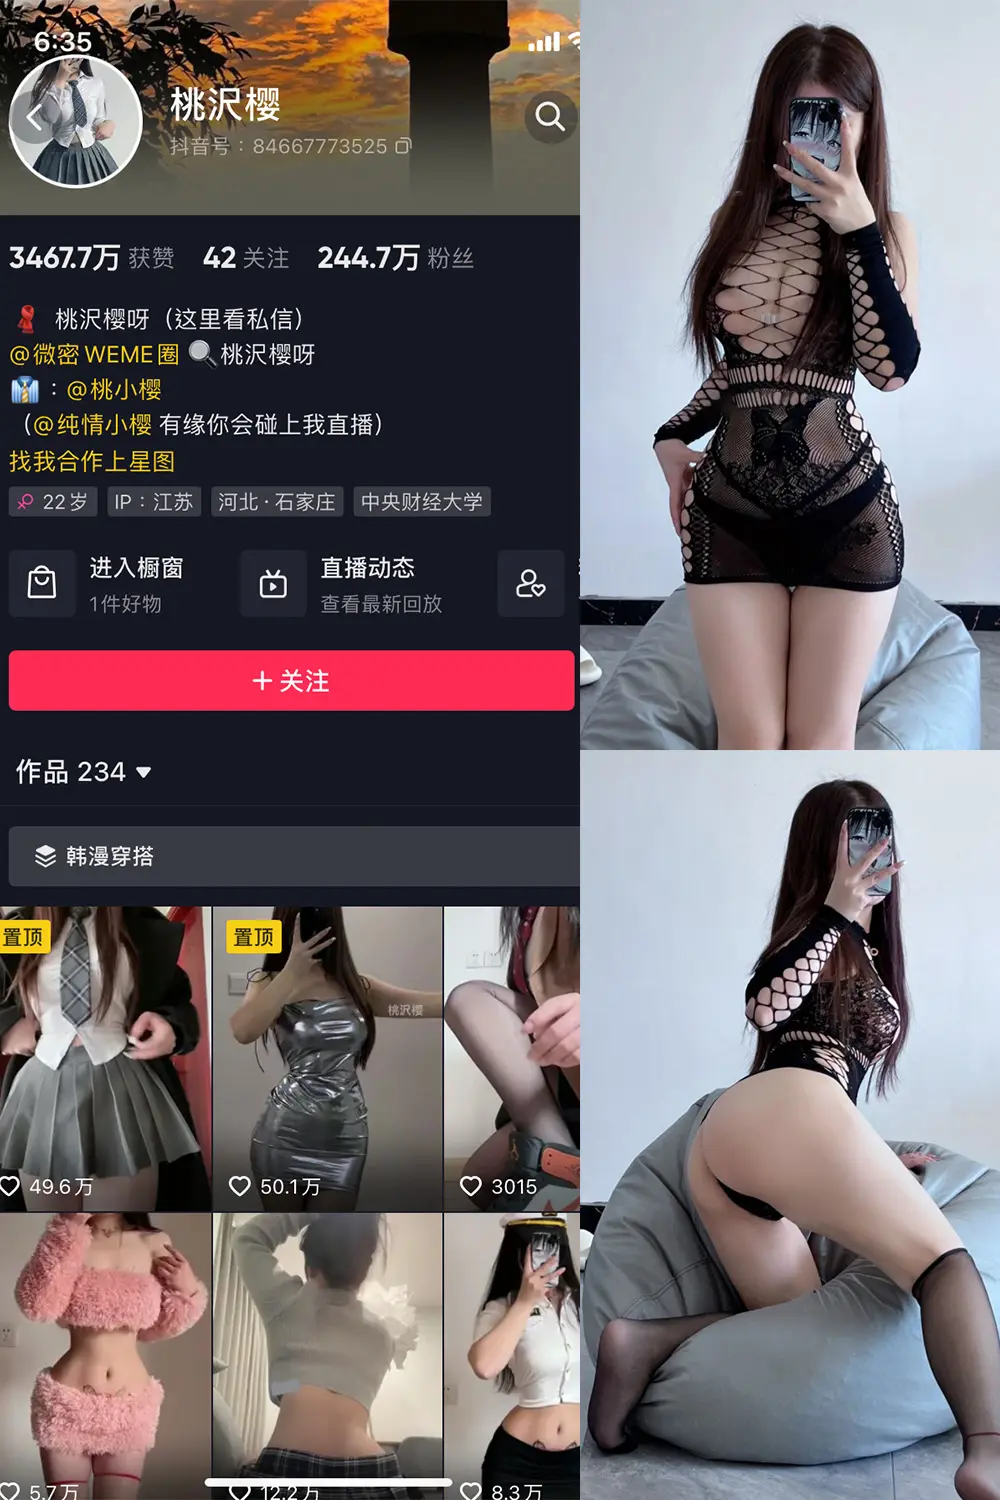 6:35
桃沢樱
抖音号：84667773525
3467.7万 获赞 42 关注 244.7万 粉丝
桃沢樱呀（这里看私信）
@微密WEME圈 🔍桃沢樱呀
：@桃小樱
（@纯情小樱 有缘你会碰上我直播）
找我合作上星图
22岁 IP：江苏 河北·石家庄 中央财经大学
进入橱窗 直播动态
1件好物 查看最新回放
+ 关注
作品 234
韩漫穿搭
置顶 置顶
桃沢樱
49.6万 50.1万 3015
5.7万 12.2万 8.3万